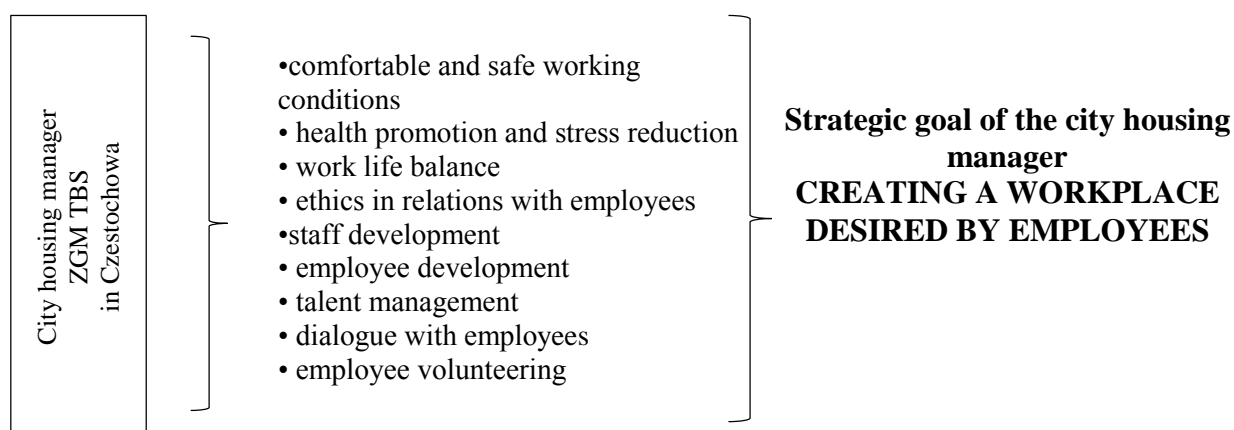 City housing manager
ZGM TBS
in Czestochowa
•comfortable and safe working
conditions
• health promotion and stress reduction
• work life balance
• ethics in relations with employees
•staff development
• employee development
• talent management
• dialogue with employees
• employee volunteering
Strategic goal of the city housing
manager
CREATING A WORKPLACE
DESIRED BY EMPLOYEES